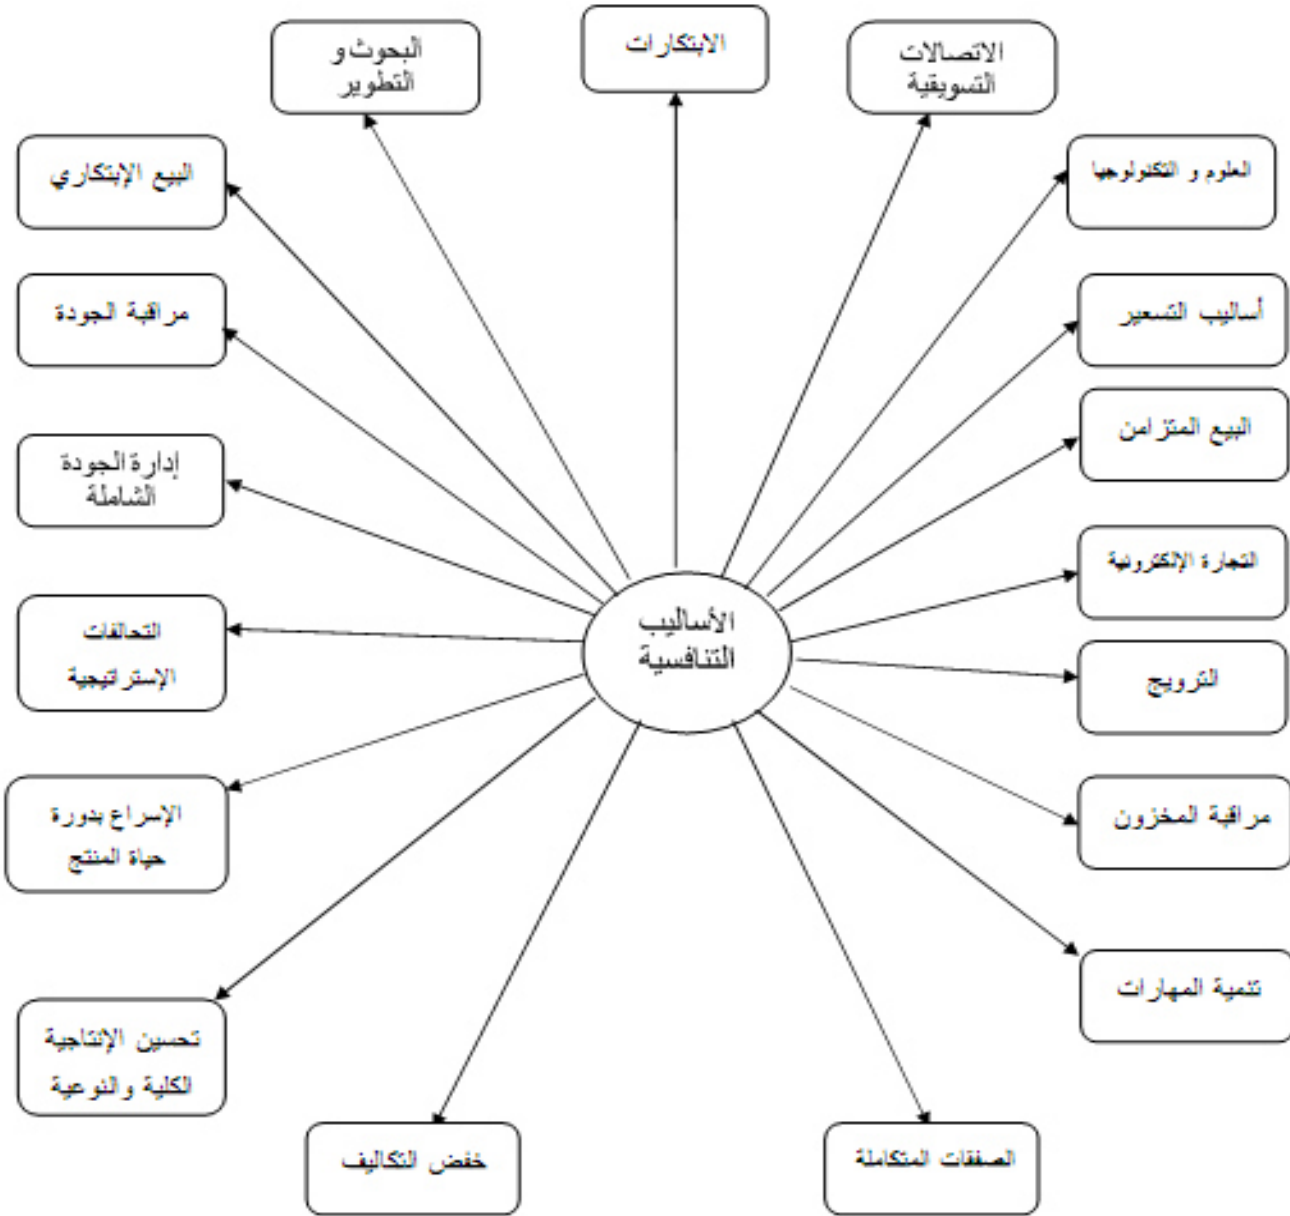 الابتكارات
الاتصالات
التسويقية
البحوث و
التطوير
العلوم و التكنولوجيا
البيع الإبتكاري
أساليب التسعير
مراقبة الجودة
البيع المتزامن
إدارة الجودة
الشاملة
التجارة الإلكترونية
الأساليب
التنافسية
التحالفات
الإستراتيجية
الترويج
الإسراع بدورة
حياة المنتج
مراقبة المخزون
تنمية المهارات
تحسين الإنتاجية
الكلية والنوعية
الصفقات المتكاملة
خفض التكاليف